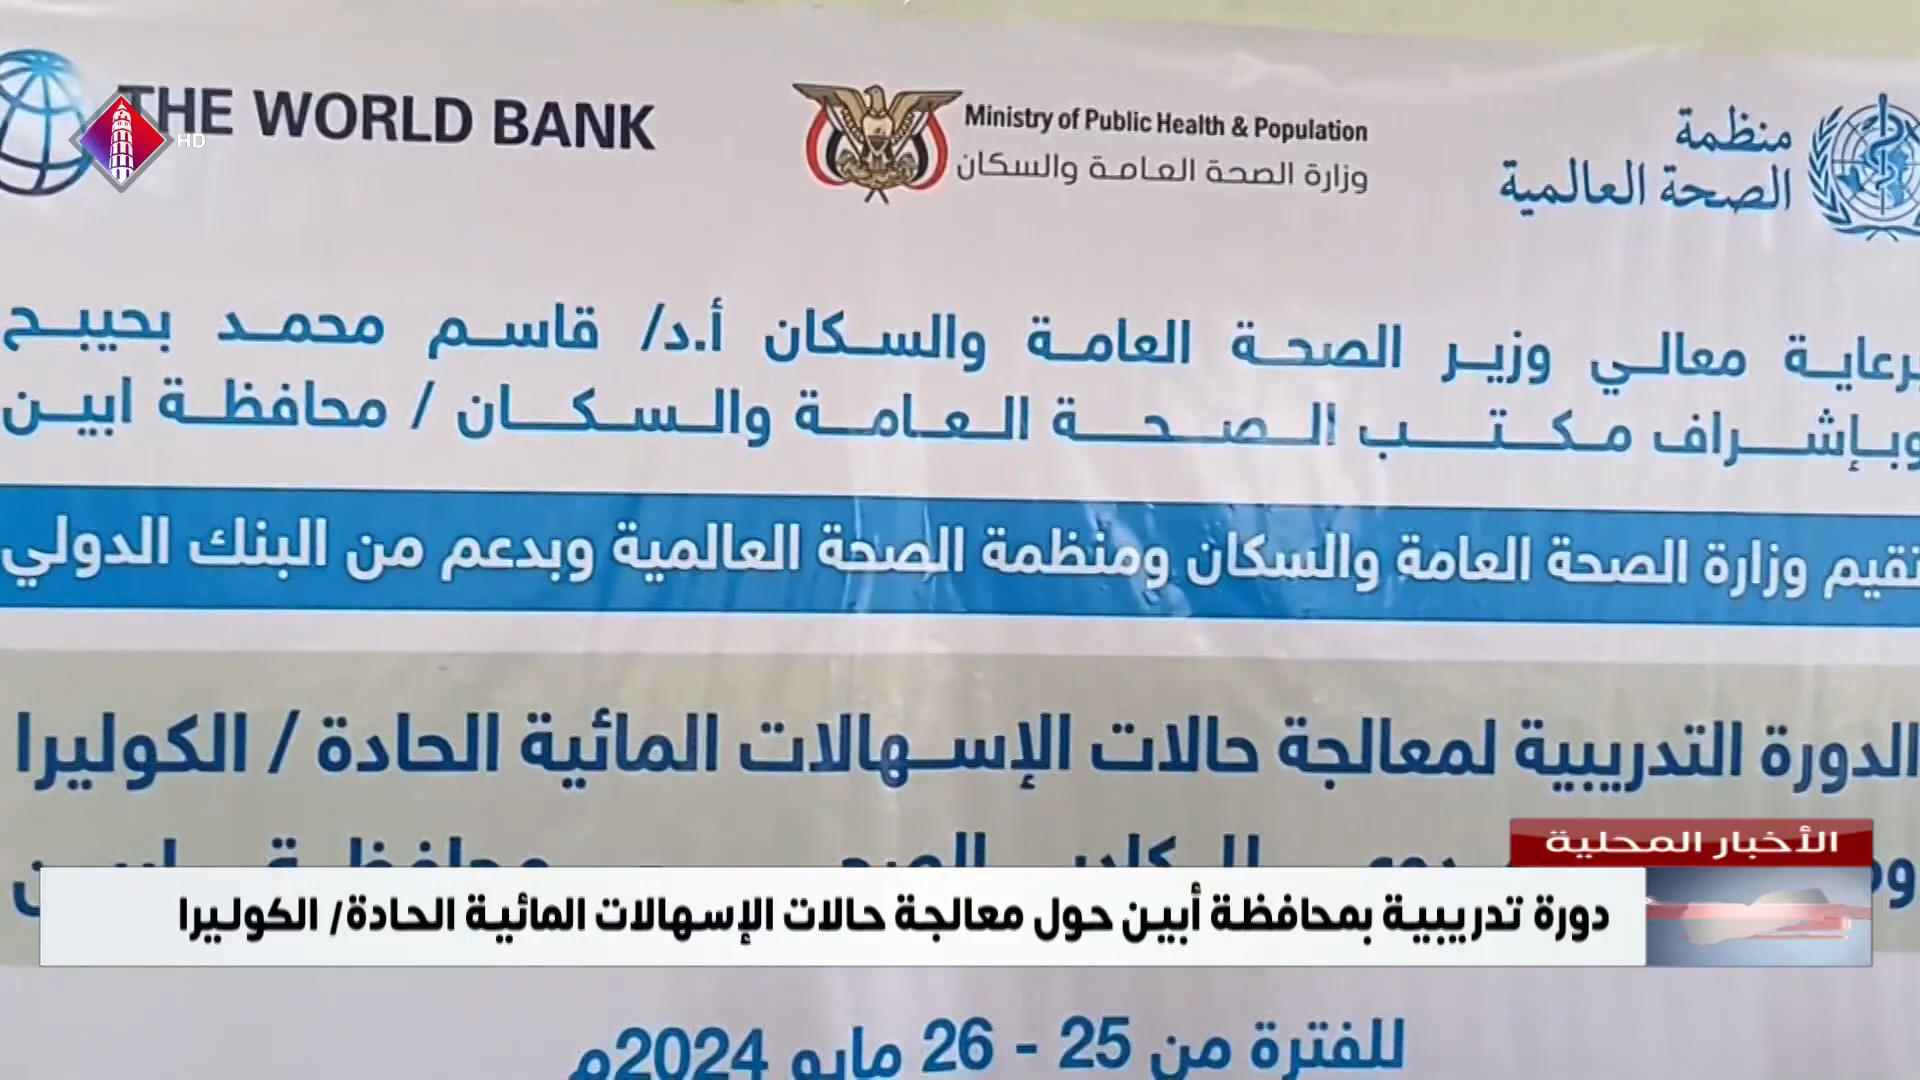 THE WORLD BANK
HD
Ministry of Public Health & Population
وزارة الصحة العامة والسكان
منظمة
الصحة العالمية
برعاية معالي وزير الصحة العامة والسكان أ.د/ قاسم محمد بحيبح
وبإشراف مكتب الصحة العامة والسكان / محافظة ابين
تقيم وزارة الصحة العامة والسكان ومنظمة الصحة العالمية وبدعم من البنك الدولي
الدورة التدريبية لمعالجة حالات الإسهالات المائية الحادة / الكوليرا
الأخبار المحلية
دورة تدريبية بمحافظة أبين حول معالجة حالات الإسهالات المائية الحادة/ الكوليرا
للفترة من 25 - 26 مايو 2024م